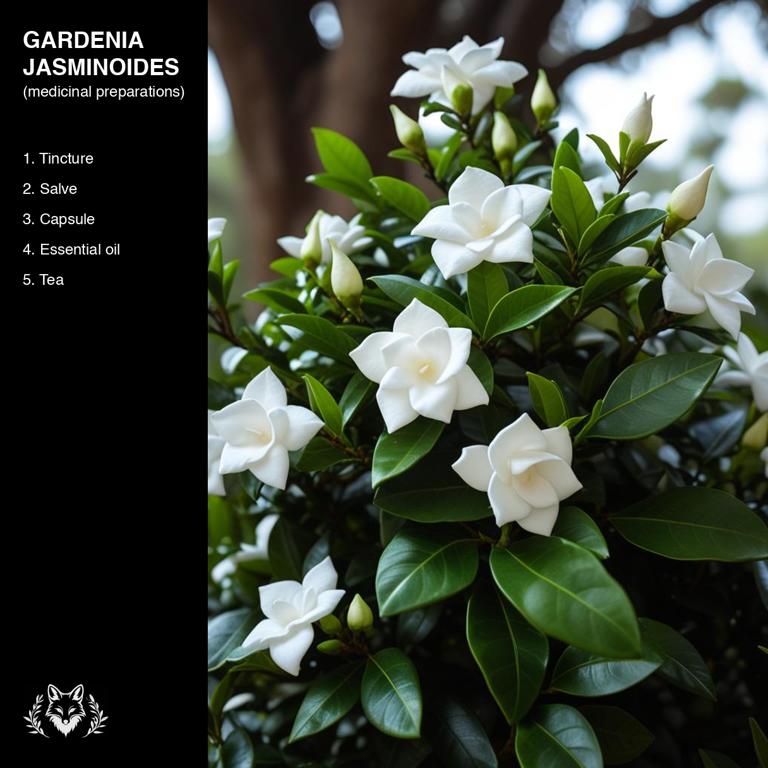 GARDENIA
JASMINOIDES
(medicinal preparations)
1. Tincture
2. Salve
3. Capsule
4. Essential oil
5. Tea